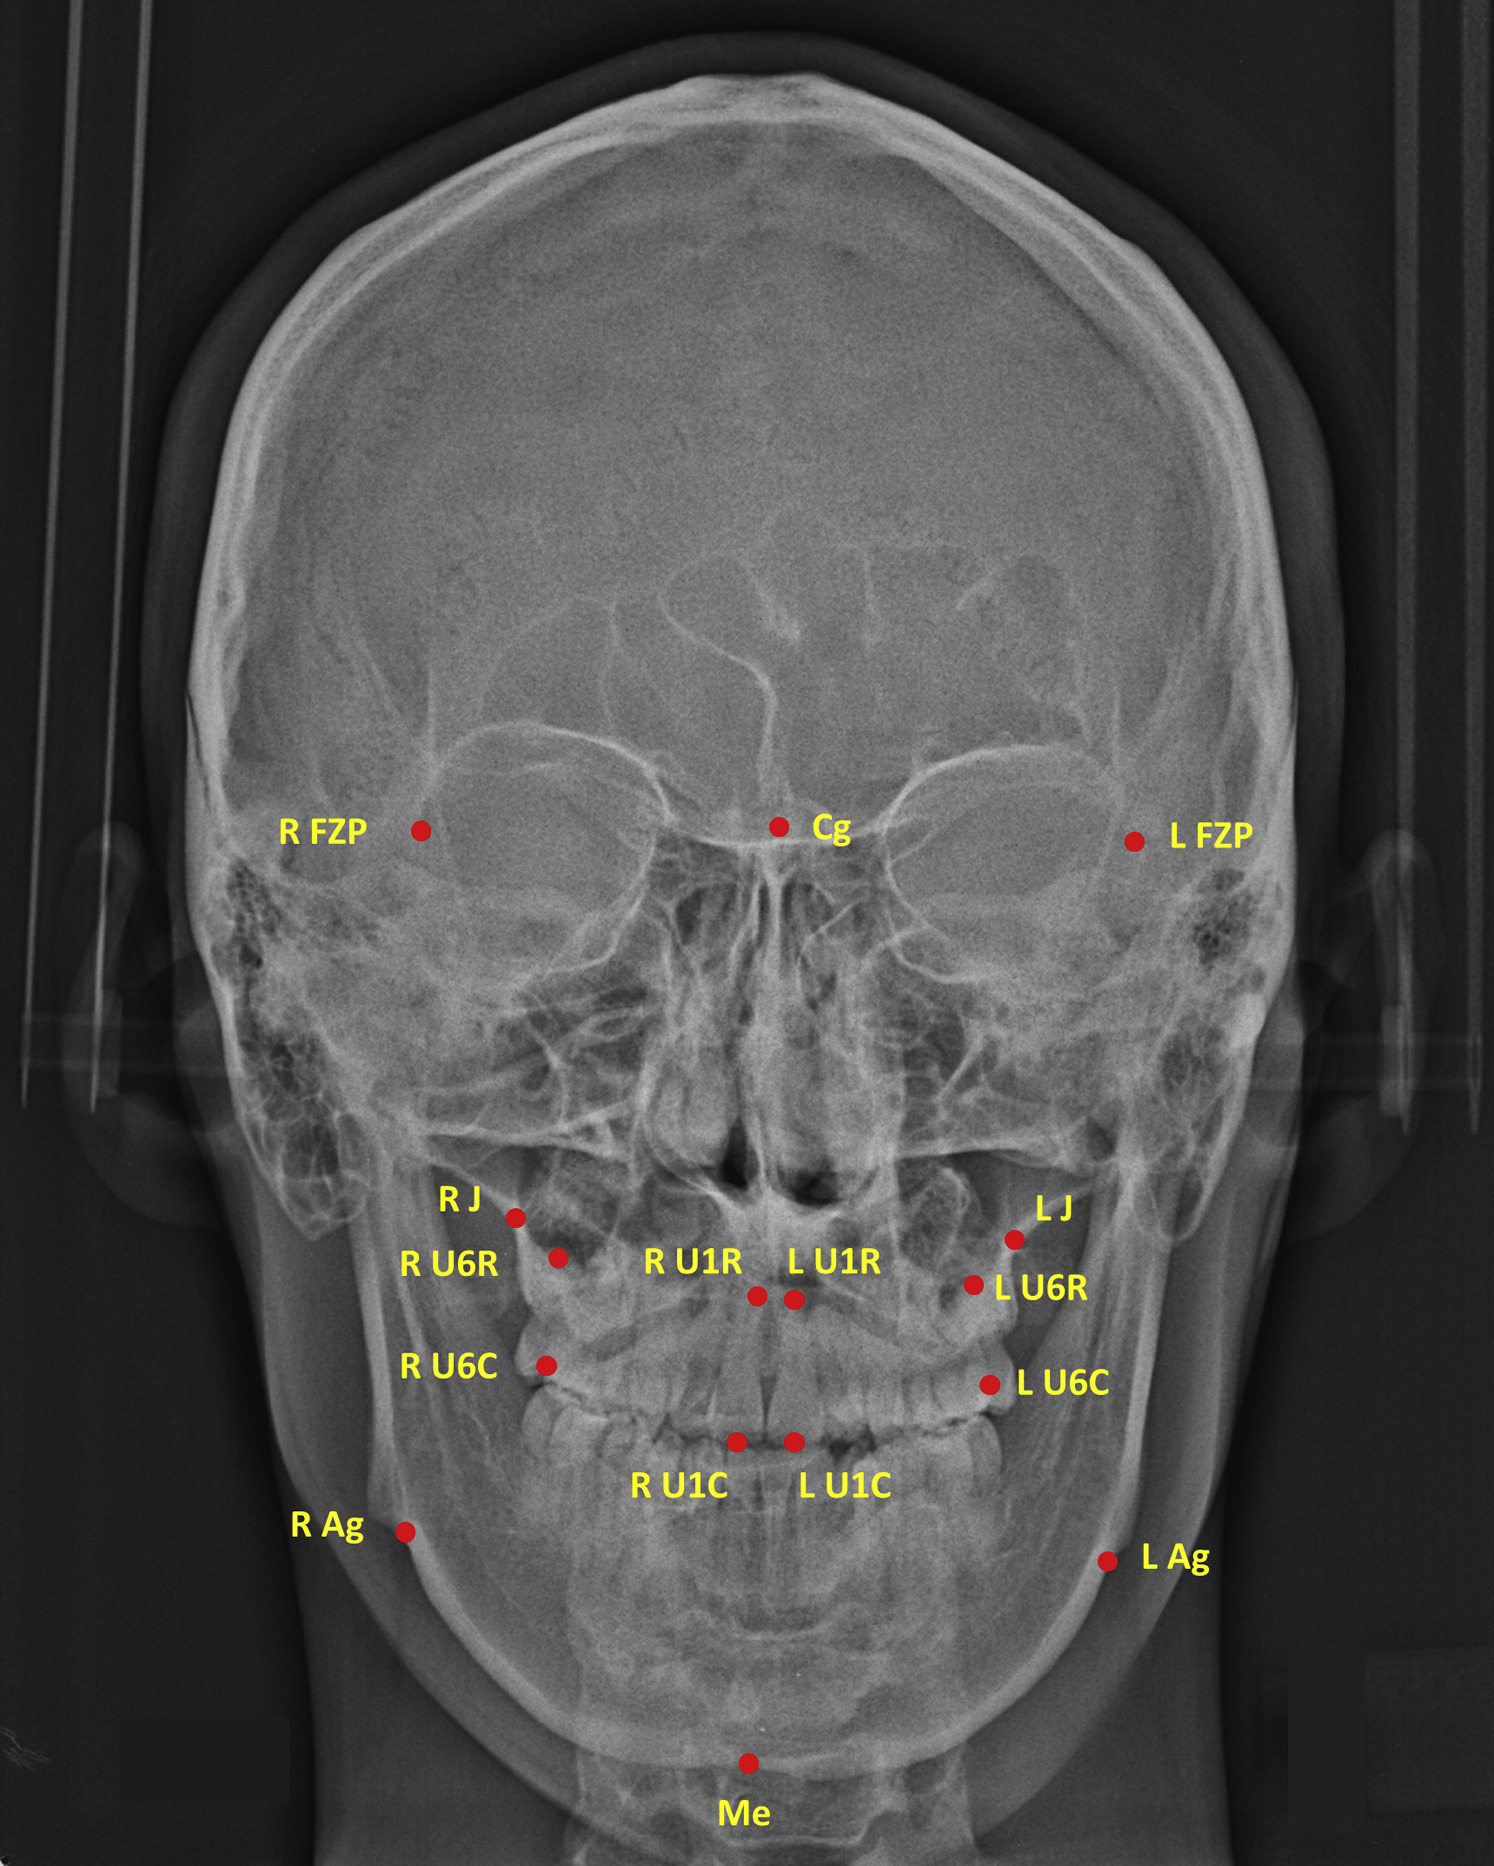 R FZP
Cg
L FZP
R J
L J
R U6R
R U1R
L U1R
L U6R
R U6C
L U6C
R U1C
L U1C
R Ag
L Ag
Me